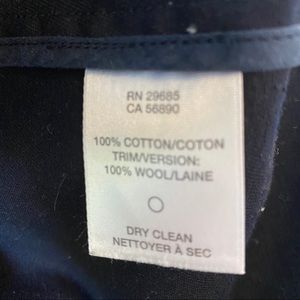 RN 29685
CA 56890
100% COTTON/COTON
TRIM/VERSION:
100% WOOL/LAINE
DRY CLEAN
NETTOYER À SEC